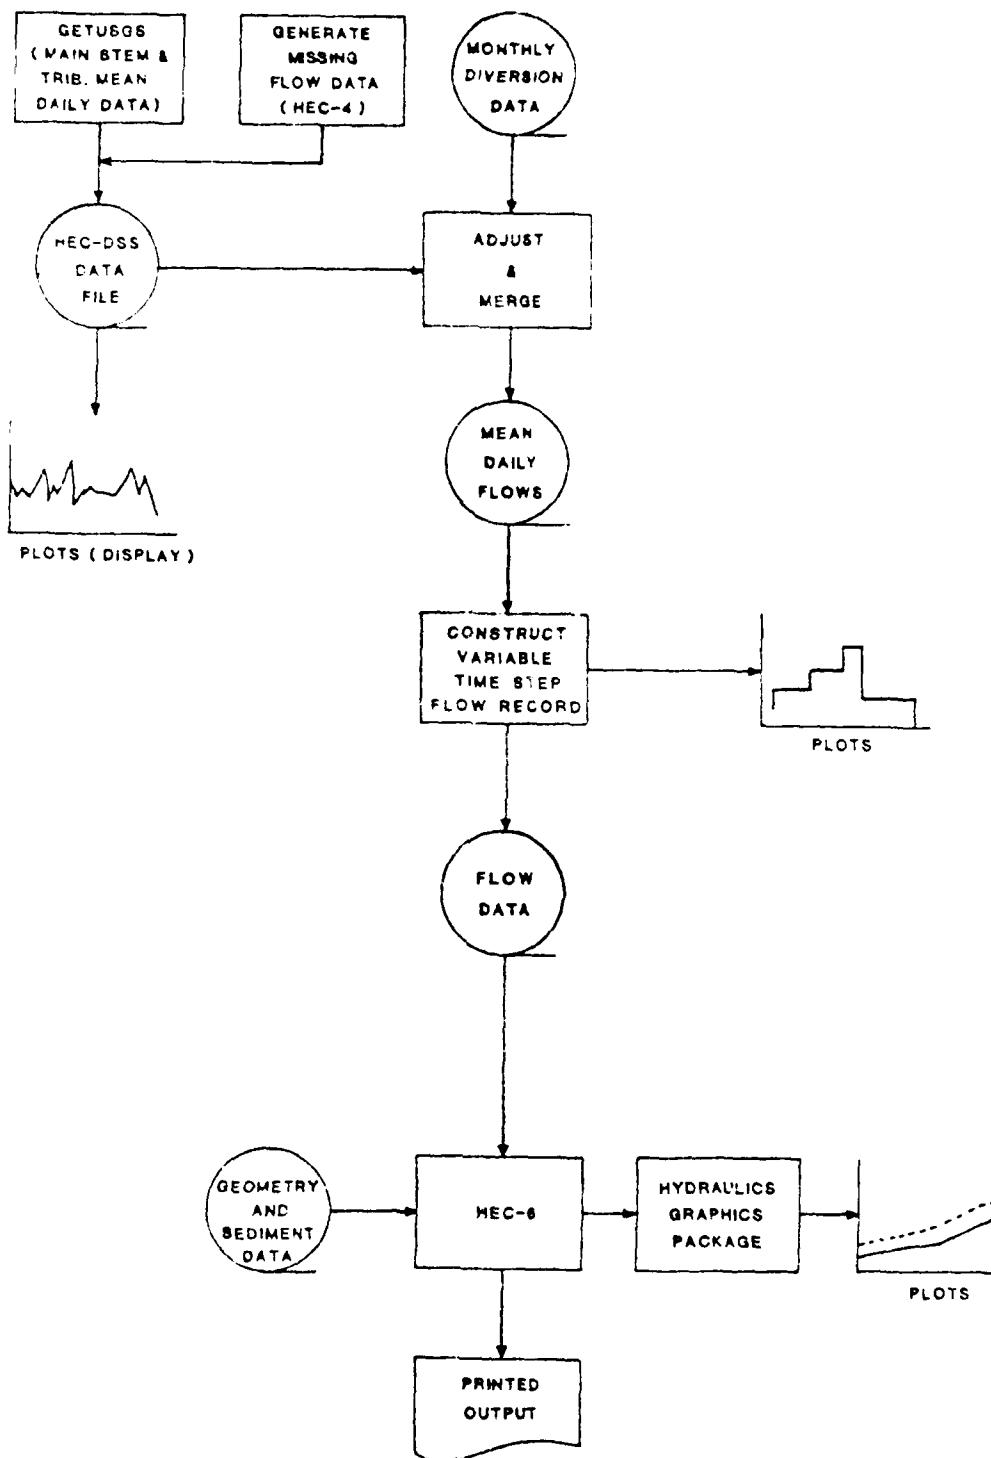 GETUSGS
( MAIN STEM &
TRIB. MEAN
DAILY DATA )
GENERATE
MISSING
FLOW DATA
( HEC-4 )
MONTHLY
DIVERSION
DATA
HEC-DSS
DATA
FILE
ADJUST
&
MERGE
PLOTS ( DISPLAY )
MEAN
DAILY
FLOWS
CONSTRUCT
VARIABLE
TIME STEP
FLOW RECORD
PLOTS
FLOW
DATA
GEOMETRY
AND
SEDIMENT
DATA
HEC-6
HYDRAULICS
GRAPHICS
PACKAGE
PLOTS
PRINTED
OUTPUT